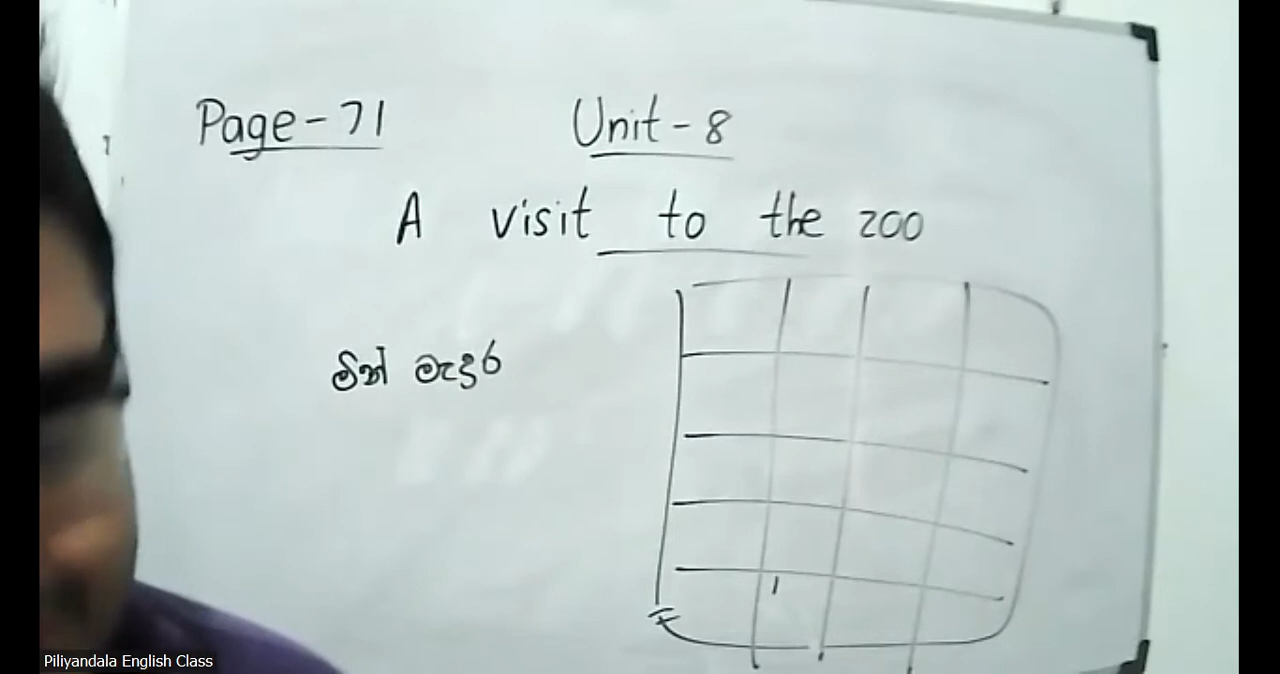 Page-71
Unit-8
A visit to the zoo
මින් මැදුර
Piliyandala English Class